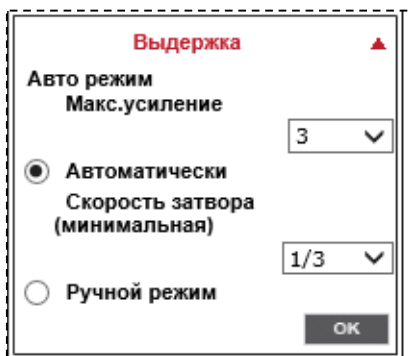 Выдержка
Авто режим
Макс.усиление
3
Автоматически
Скорость затвора
(минимальная)
1/3
Ручной режим
OK